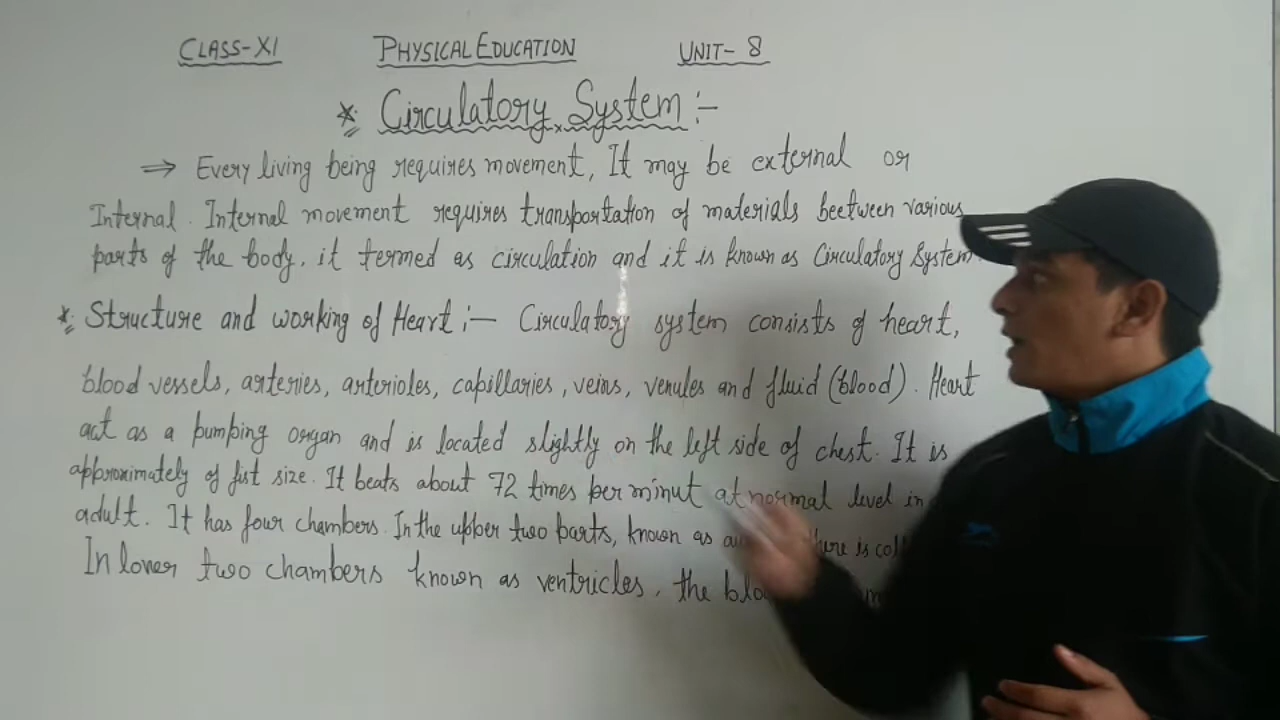 CLASS-XI PHYSICAL EDUCATION UNIT- 8
* Circulatory System :-
⇒ Every living being requires movement, It may be external or
Internal. Internal movement requires transportation of materials beetween various
parts of the body, it termed as circulation and it is known as Circulatory System
* Structure and working of Heart :- Circulatory system consists of heart,
blood vessels, arteries, arterioles, capillaries, veins, venules and fluid (blood). Heart
act as a pumping organ and is located slightly on the left side of chest. It is
approximately of fist size. It beats about 72 times per minut at normal level in
adult. It has four chambers. In the upper two parts, known as there is
In lower two chambers known as ventricles, the